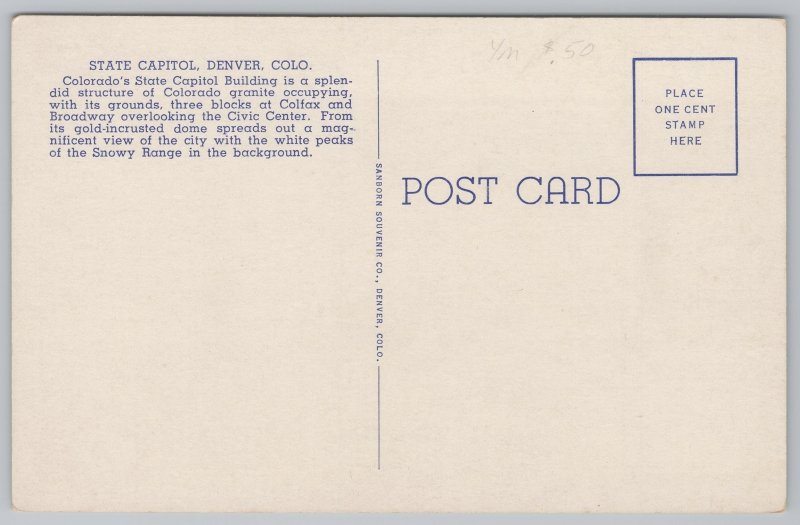 STATE CAPITOL, DENVER, COLO.
Colorado's State Capitol Building is a splen-
did structure of Colorado granite occupying,
with its grounds, three blocks at Colfax and
Broadway overlooking the Civic Center. From
its gold-incrusted dome spreads out a mag-
nificent view of the city with the white peaks
of the Snowy Range in the background.
SANBORN SOUVENIR CO., DENVER, COLO.
$.50
PLACE
ONE CENT
STAMP
HERE
POST CARD